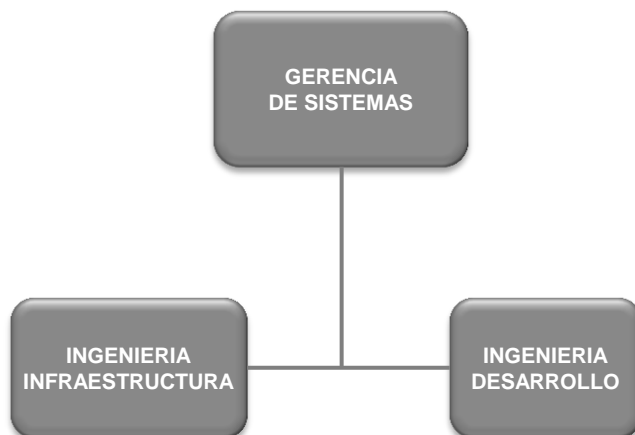 GERENCIA
DE SISTEMAS
INGENIERIA
INFRAESTRUCTURA
INGENIERIA
DESARROLLO